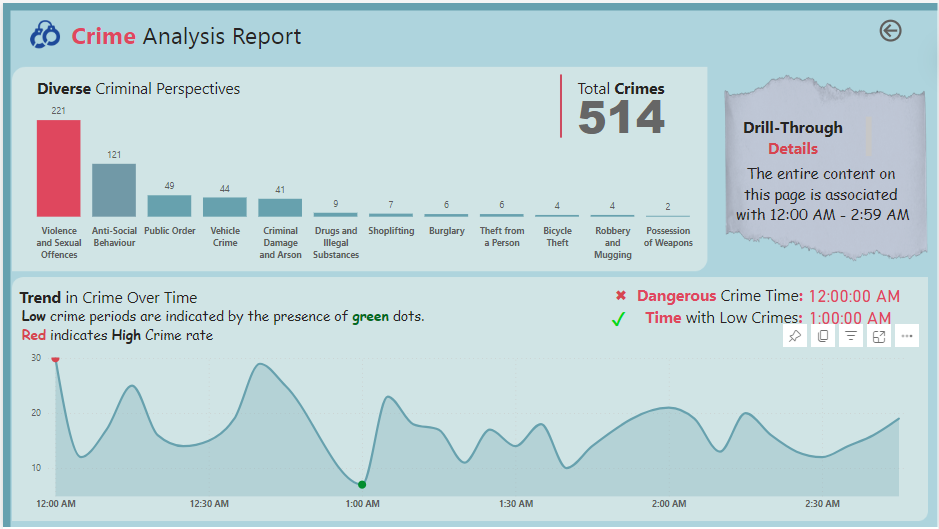 Crime Analysis Report
Diverse Criminal Perspectives
Total Crimes
514
221
121
49
44
41
9
7
6
6
4
4
2
Violence
and Sexual
Offences
Anti-Social
Behaviour
Public Order
Vehicle
Crime
Criminal
Damage
and Arson
Drugs and
Illegal
Substances
Shoplifting
Burglary
Theft from
a Person
Bicycle
Theft
Robbery
and
Mugging
Possession
of Weapons
Drill-Through
Details
The entire content on
this page is associated
with 12:00 AM - 2:59 AM
Trend in Crime Over Time
Low crime periods are indicated by the presence of green dots.
Red indicates High Crime rate
Dangerous Crime Time: 12:00:00 AM
Time with Low Crimes: 1:00:00 AM
30
20
10
12:00 AM
12:30 AM
1:00 AM
1:30 AM
2:00 AM
2:30 AM